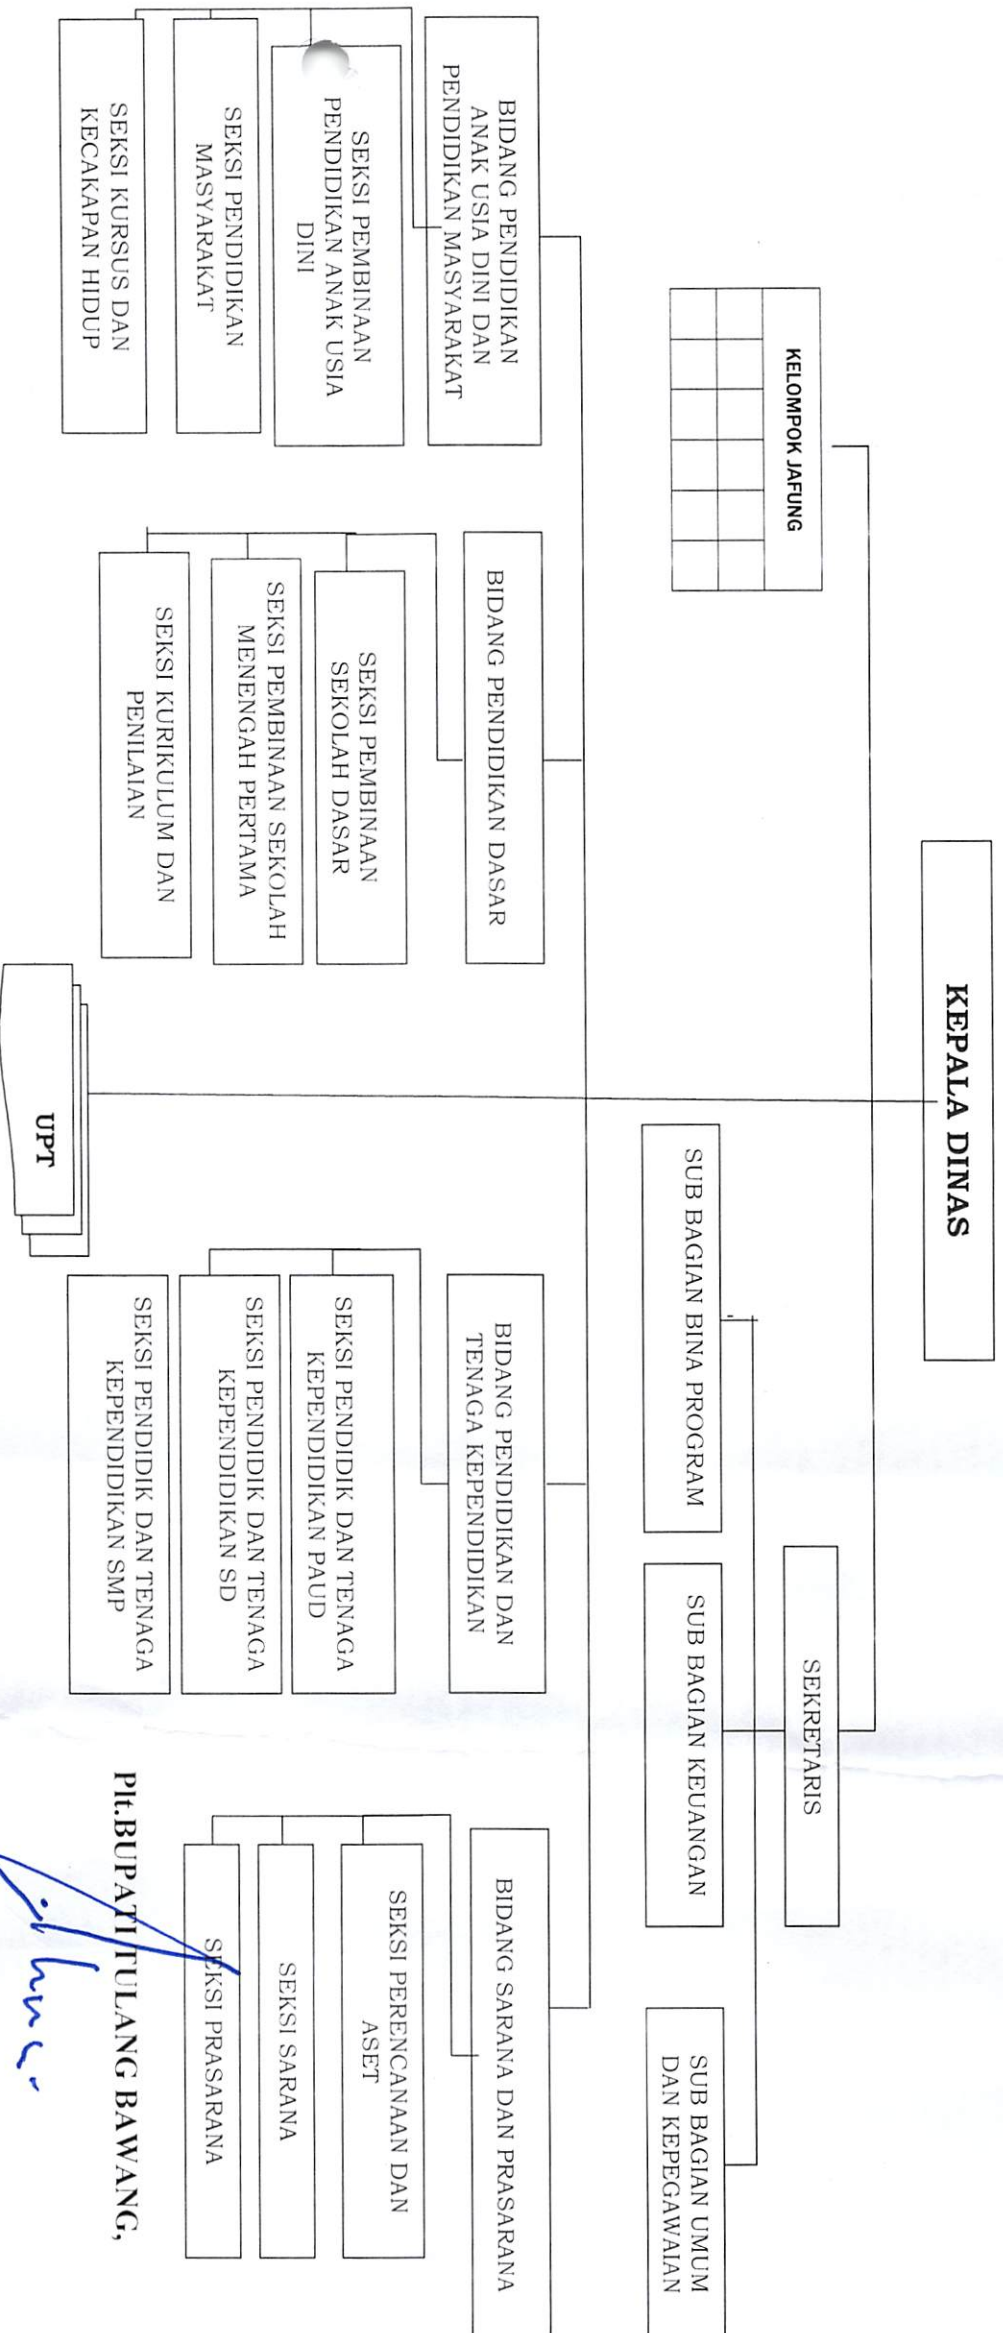 KEPALA DINAS
KELOMPOK JAFUNG
SEKRETARIS
SUB BAGIAN BINA PROGRAM
SUB BAGIAN KEUANGAN
SUB BAGIAN UMUM
DAN KEPEGAWAIAN
BIDANG PENDIDIKAN
ANAK USIA DINI DAN
PENDIDIKAN MASYARAKAT
SEKSI PEMBINAAN
PENDIDIKAN ANAK USIA
DINI
SEKSI PENDIDIKAN
MASYARAKAT
SEKSI KURSUS DAN
KECAKAPAN HIDUP
BIDANG PENDIDIKAN DASAR
SEKSI PEMBINAAN
SEKOLAH DASAR
SEKSI PEMBINAAN SEKOLAH
MENENGAH PERTAMA
SEKSI KURIKULUM DAN
PENILAIAN
BIDANG PENDIDIKAN DAN
TENAGA KEPENDIDIKAN
SEKSI PENDIDIK DAN TENAGA
KEPENDIDIKAN PAUD
SEKSI PENDIDIK DAN TENAGA
KEPENDIDIKAN SD
SEKSI PENDIDIK DAN TENAGA
KEPENDIDIKAN SMP
BIDANG SARANA DAN PRASARANA
SEKSI PERENCANAAN DAN
ASET
SEKSI SARANA
SEKSI PRASARANA
UPT
Plt.BUPATI TULANG BAWANG,